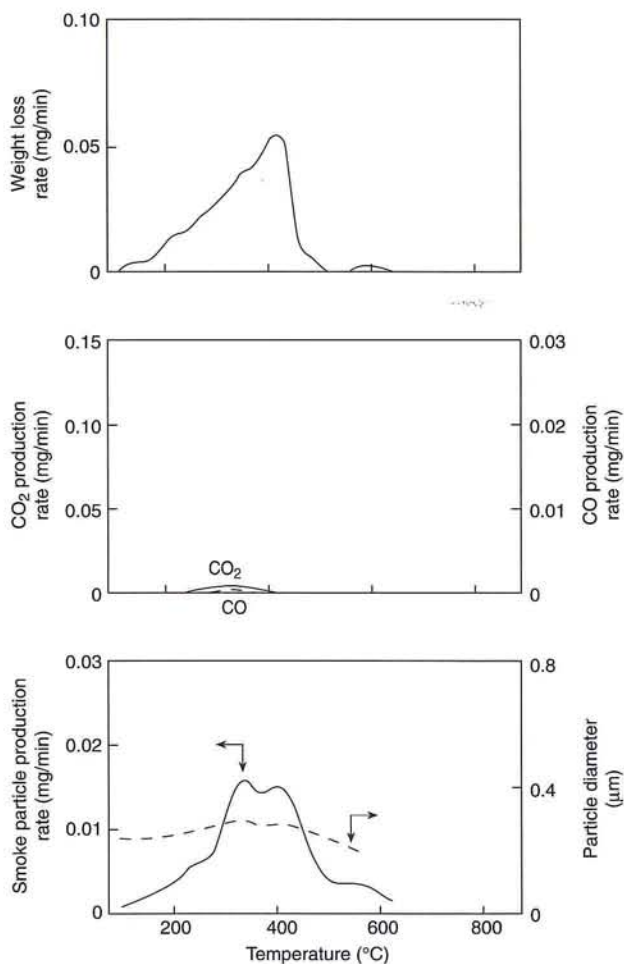 0.10
0.05
0
Weight loss
rate (mg/min)
0.15
0.10
0.05
0
CO₂ production
rate (mg/min)
0.03
0.02
0.01
0
CO production
rate (mg/min)
CO₂
CO
0.03
0.02
0.01
0
Smoke particle production
rate (mg/min)
0.8
0.4
0
Particle diameter
(μm)
200 400 600 800
Temperature (°C)